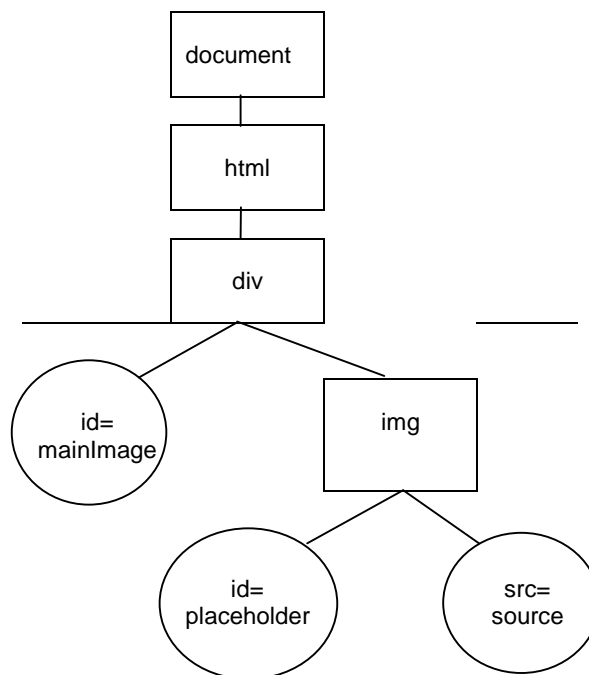 document
html
div
id=
mainImage
img
id=
placeholder
src=
source